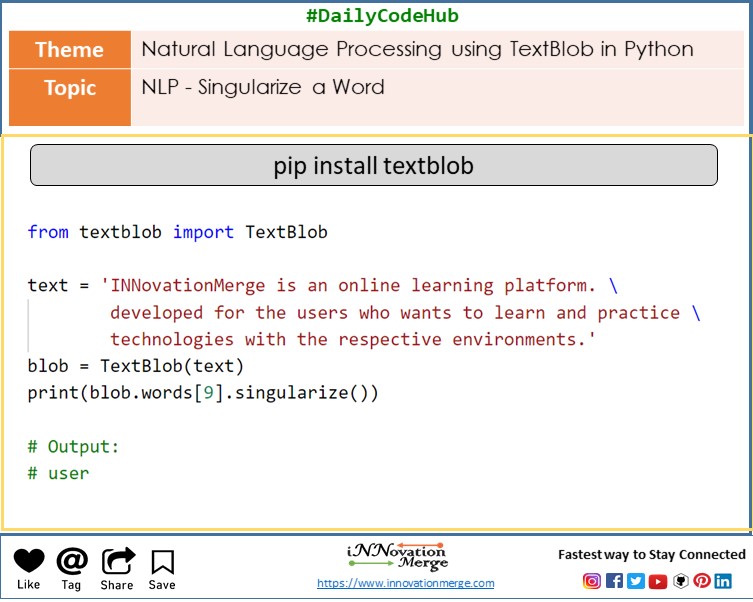 #DailyCodeHub
Theme Natural Language Processing using TextBlob in Python
Topic NLP - Singularize a Word
pip install textblob
from textblob import TextBlob
text = 'INNovationMerge is an online learning platform. \
developed for the users who wants to learn and practice \
technologies with the respective environments.'
blob = TextBlob(text)
print(blob.words[9].singularize())
# Output:
# user
iNNovation
Merge
Fastest way to Stay Connected
Like Tag Share Save
https://www.innovationmerge.com